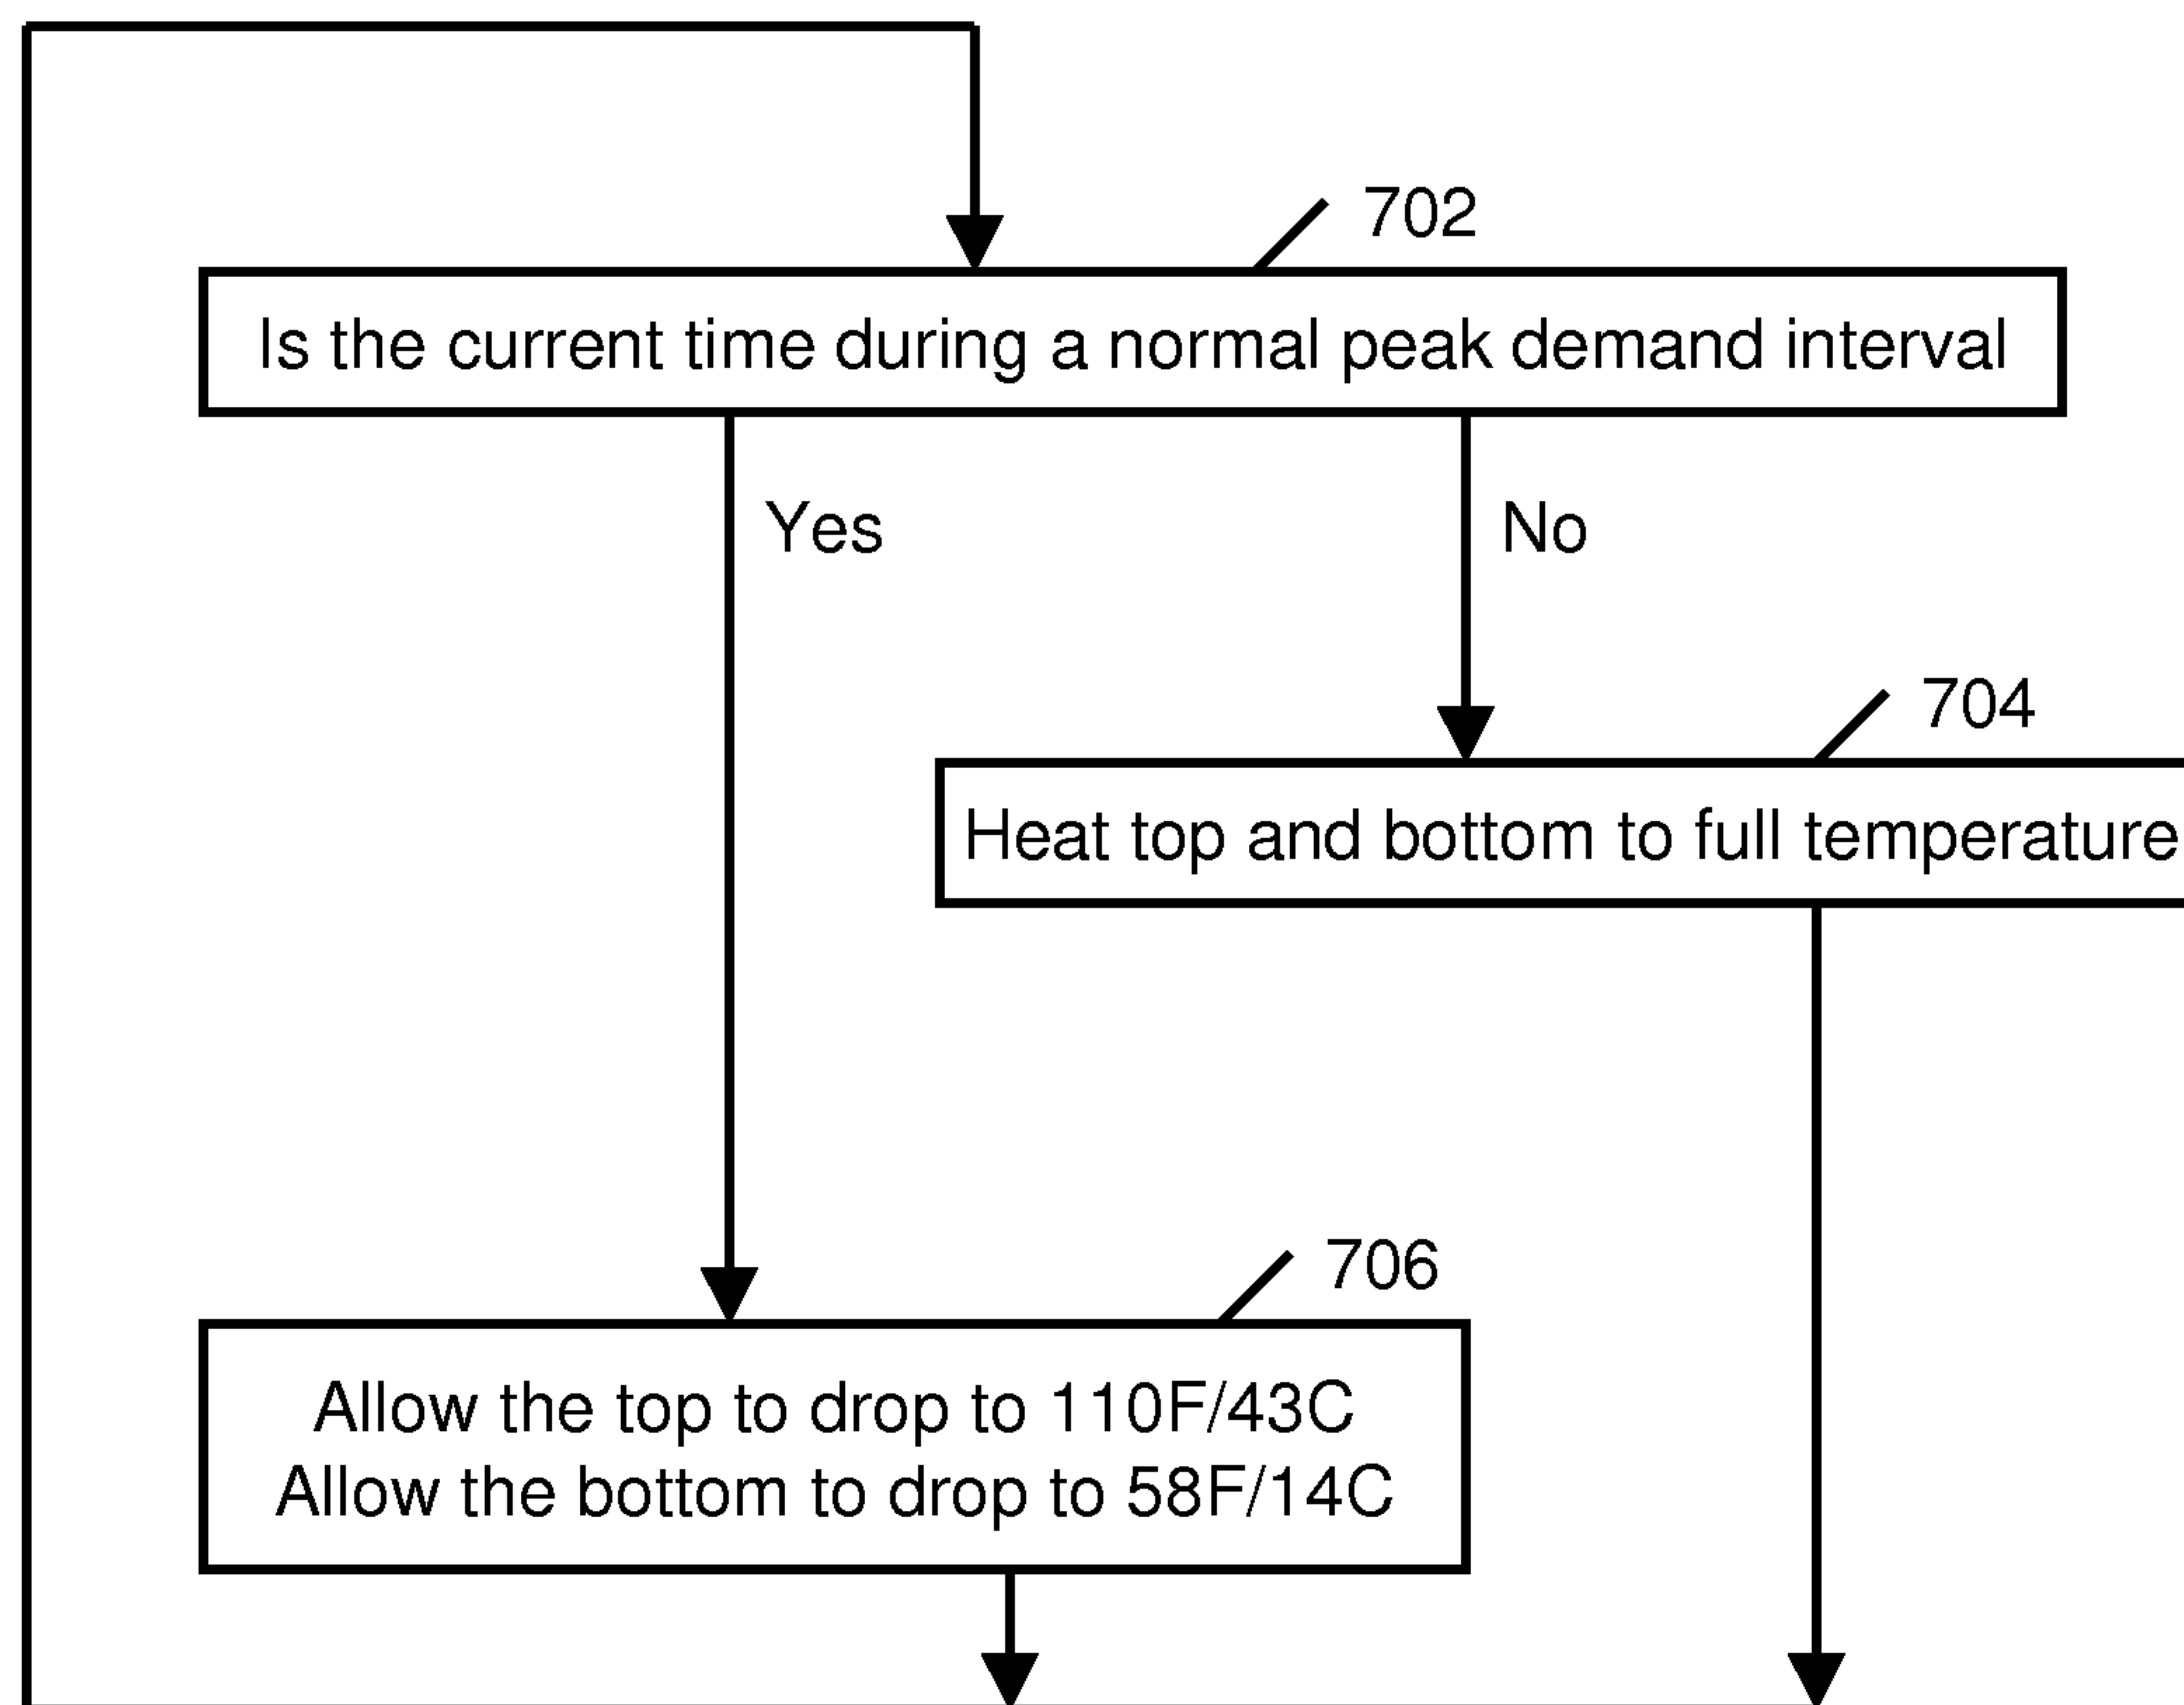 702
Is the current time during a normal peak demand interval
Yes
No
704
Heat top and bottom to full temperature
706
Allow the top to drop to 110F/43C
Allow the bottom to drop to 58F/14C